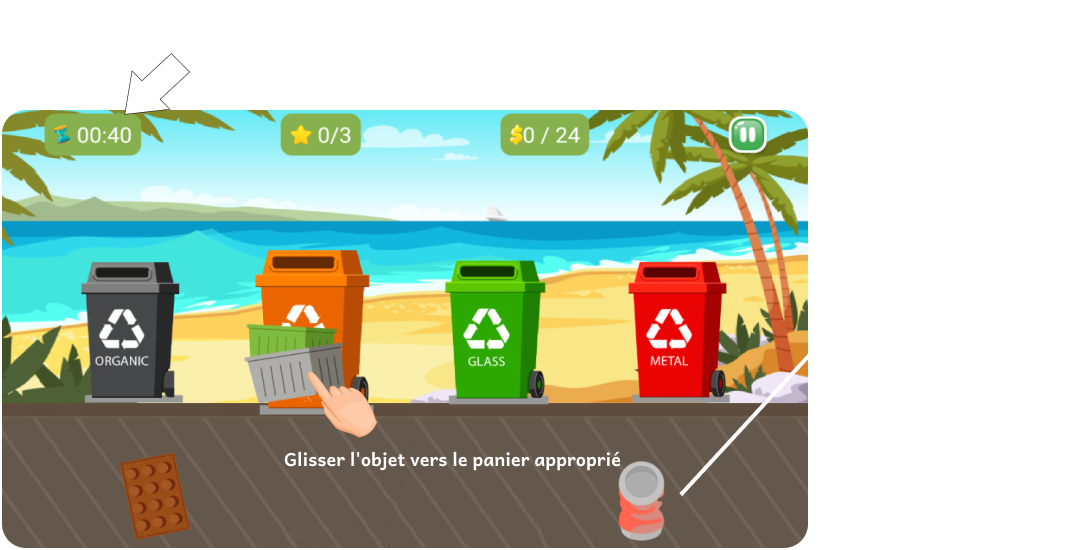 00:40
0/3
$0 / 24
ORGANIC
GLASS
METAL
Glisser l'objet vers le panier approprié